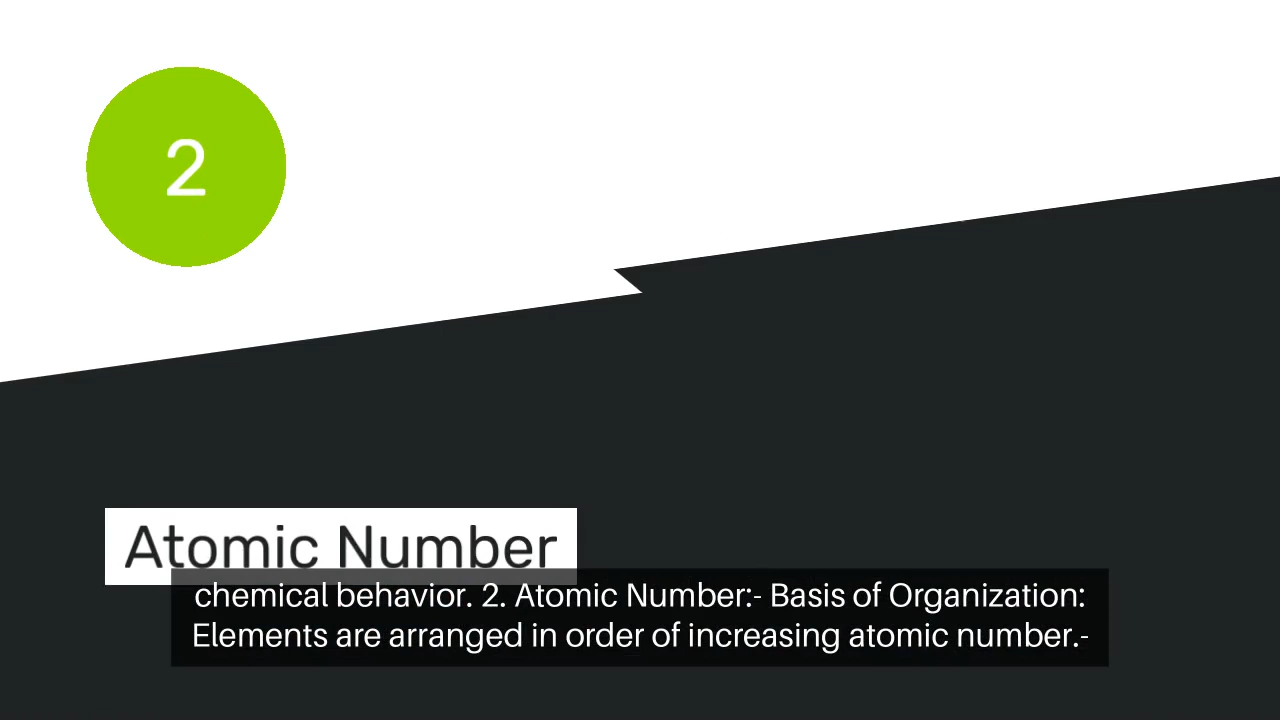 2
Atomic Number
chemical behavior. 2. Atomic Number:- Basis of Organization:
Elements are arranged in order of increasing atomic number.-